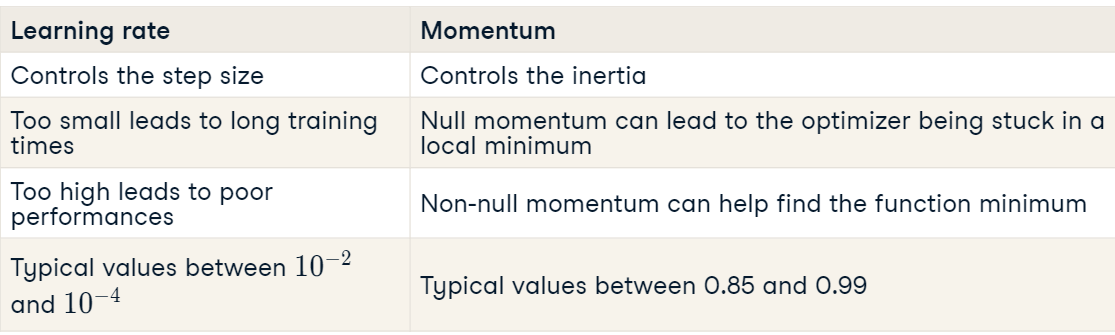 Learning rate
Momentum
Controls the step size
Controls the inertia
Too small leads to long training
times
Null momentum can lead to the optimizer being stuck in a
local minimum
Too high leads to poor
performances
Non-null momentum can help find the function minimum
Typical values between 10⁻²
and 10⁻⁴
Typical values between 0.85 and 0.99